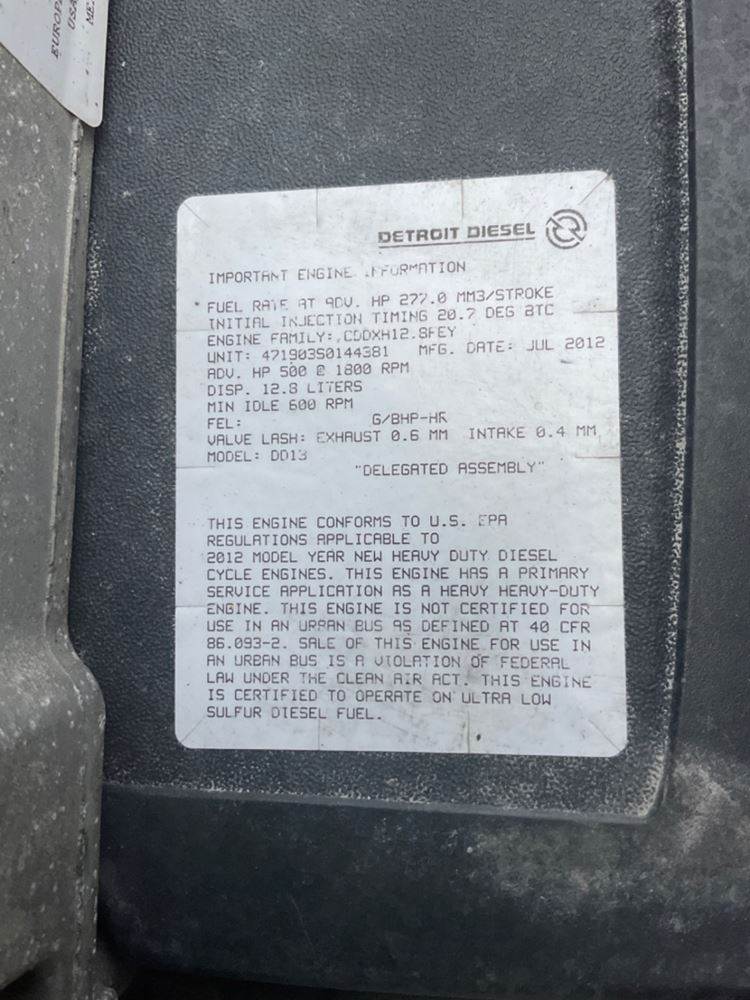 EUROP
USA
ME
DETROIT DIESEL
IMPORTANT ENGINE INFORMATION
FUEL RATE AT ADV. HP 277.0 MM3/STROKE
INITIAL INJECTION TIMING 20.7 DEG BTC
ENGINE FAMILY: CDDXH12.8FEY
UNIT: 471903S0144381 MFG. DATE: JUL 2012
ADV. HP 500 @ 1800 RPM
DISP. 12.8 LITERS
MIN IDLE 600 RPM
FEL: G/BHP-HR
VALVE LASH: EXHAUST 0.6 MM INTAKE 0.4 MM
MODEL: DD13
"DELEGATED ASSEMBLY"
THIS ENGINE CONFORMS TO U.S. EPA
REGULATIONS APPLICABLE TO
2012 MODEL YEAR NEW HEAVY DUTY DIESEL
CYCLE ENGINES. THIS ENGINE HAS A PRIMARY
SERVICE APPLICATION AS A HEAVY HEAVY-DUTY
ENGINE. THIS ENGINE IS NOT CERTIFIED FOR
USE IN AN URBAN BUS AS DEFINED AT 40 CFR
86.093-2. SALE OF THIS ENGINE FOR USE IN
AN URBAN BUS IS A VIOLATION OF FEDERAL
LAW UNDER THE CLEAN AIR ACT. THIS ENGINE
IS CERTIFIED TO OPERATE ON ULTRA LOW
SULFUR DIESEL FUEL.